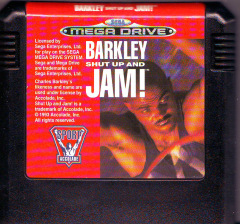 BARKLEY SHUT UP AND JAM!
SEGA
MEGA DRIVE
Licensed by
Sega Enterprises, Ltd.
for play on the SEGA
MEGA DRIVE SYSTEM.
Sega and Mega Drive
are trademarks of
Sega Enterprises, Ltd.
Charles Barkley's
likeness and name are
used under license by
Accolade, Inc.
Shut Up and Jam! is a
trademark of Accolade, Inc.
© 1993 Accolade, Inc.
All rights reserved.
BARKLEY
SHUT UP AND
JAM!
SPORT
ACCOLADE